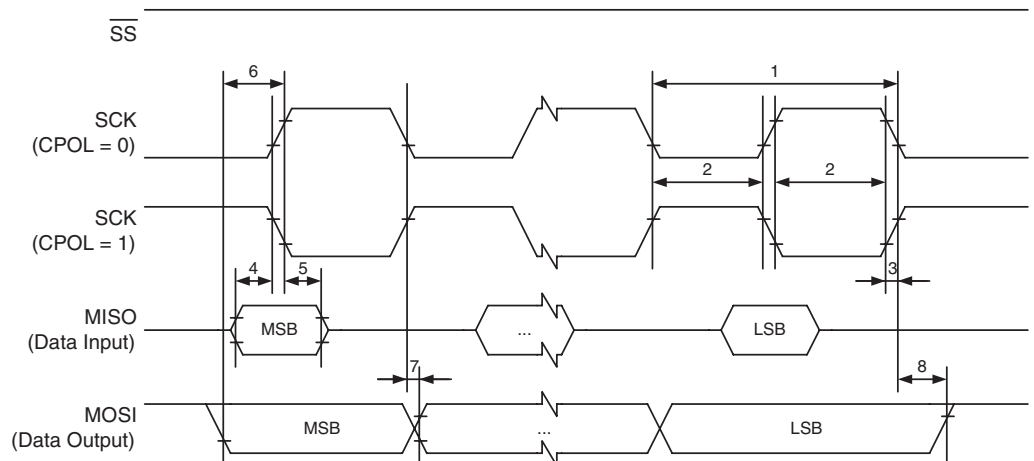 SS
6
1
SCK
(CPOL = 0)
2
2
SCK
(CPOL = 1)
4
5
3
MISO
(Data Input)
MSB
...
LSB
7
8
MOSI
(Data Output)
MSB
...
LSB